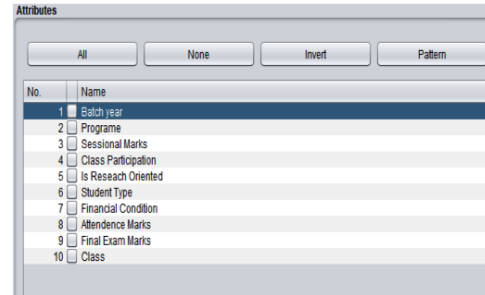 Attributes
All None Invert Pattern
No. Name
1 Batch year
2 Programe
3 Sessional Marks
4 Class Participation
5 Is Reseach Oriented
6 Student Type
7 Financial Condition
8 Attendence Marks
9 Final Exam Marks
10 Class